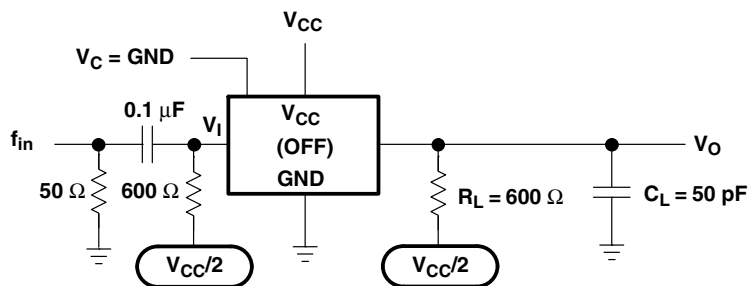 V_CC
V_C = GND
0.1 μF
V_I
V_CC
f_in
(OFF)
V_O
GND
50 Ω
600 Ω
R_L = 600 Ω
C_L = 50 pF
V_CC/2
V_CC/2